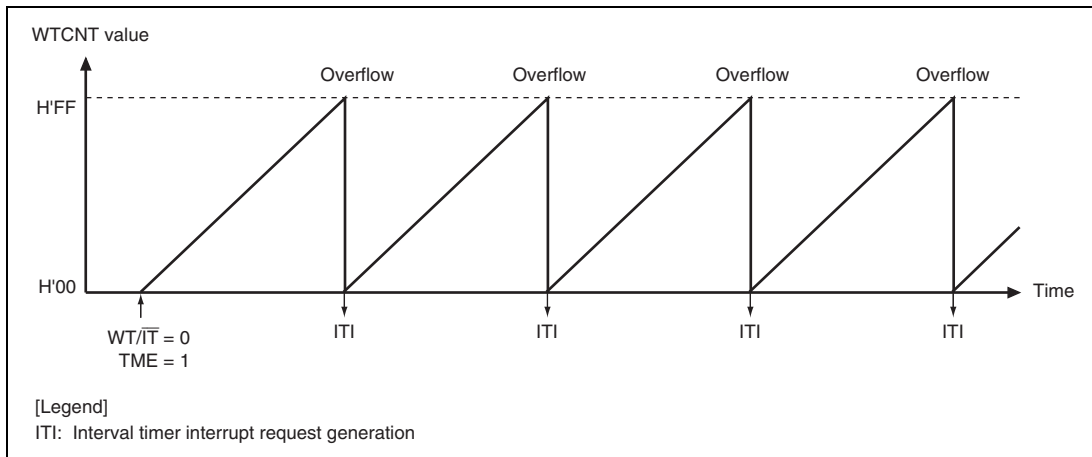 WTCNT value
Overflow Overflow Overflow Overflow
H'FF
H'00
Time
WT/I̅T̅ = 0
TME = 1
ITI ITI ITI ITI
[Legend]
ITI: Interval timer interrupt request generation